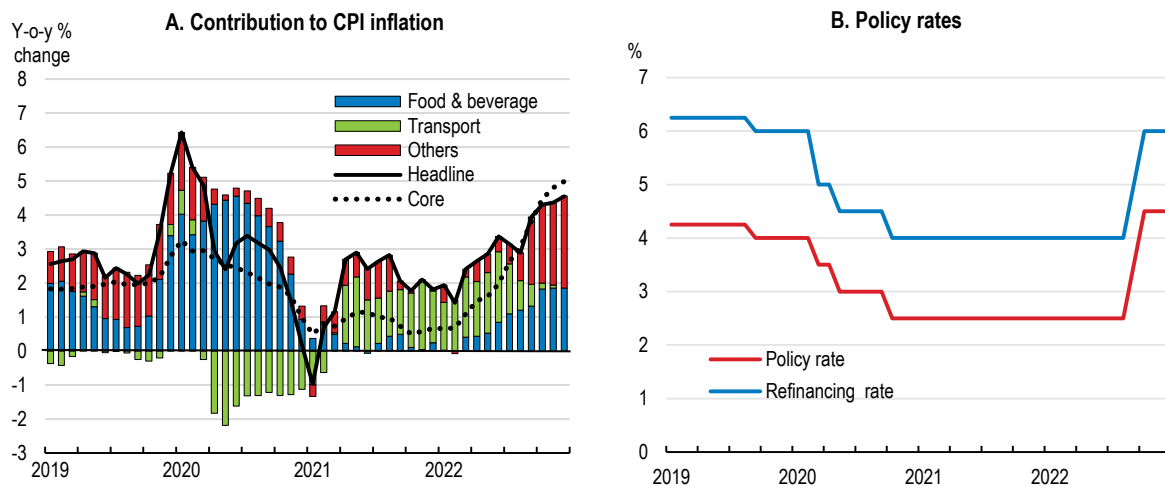 A. Contribution to CPI inflation
Y-o-y %
change
8
7
6
5
4
3
2
1
0
-1
-2
-3
Food & beverage
Transport
Others
Headline
Core
2019
2020
2021
2022
B. Policy rates
%
7
6
5
4
3
2
1
0
Policy rate
Refinancing rate
2019
2020
2021
2022